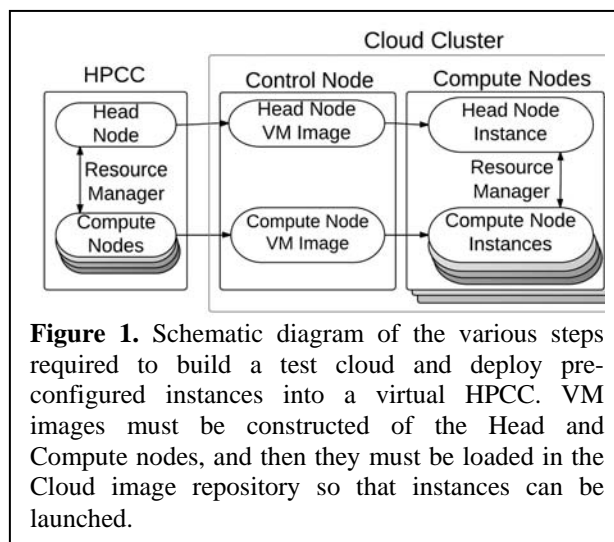 Cloud Cluster
HPCC
Control Node
Compute Nodes
Head
Node
Head Node
VM Image
Head Node
Instance
Resource
Manager
Resource
Manager
Compute
Nodes
Compute Node
VM Image
Compute Node
Instances
Figure 1. Schematic diagram of the various steps
required to build a test cloud and deploy pre-
configured instances into a virtual HPCC. VM
images must be constructed of the Head and
Compute nodes, and then they must be loaded in the
Cloud image repository so that instances can be
launched.